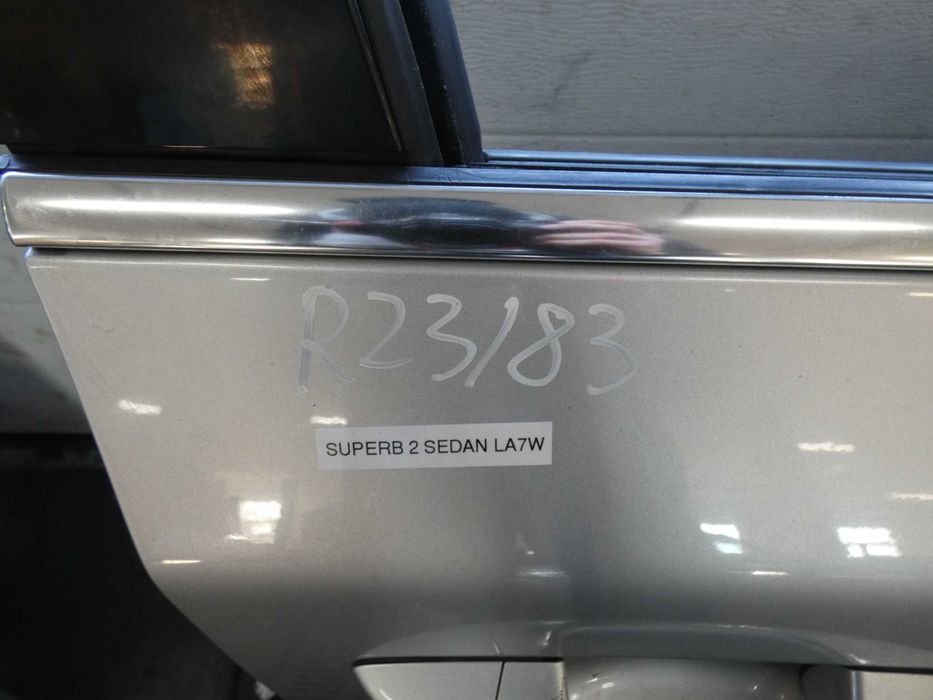 R23/83
SUPERB 2 SEDAN LA7W